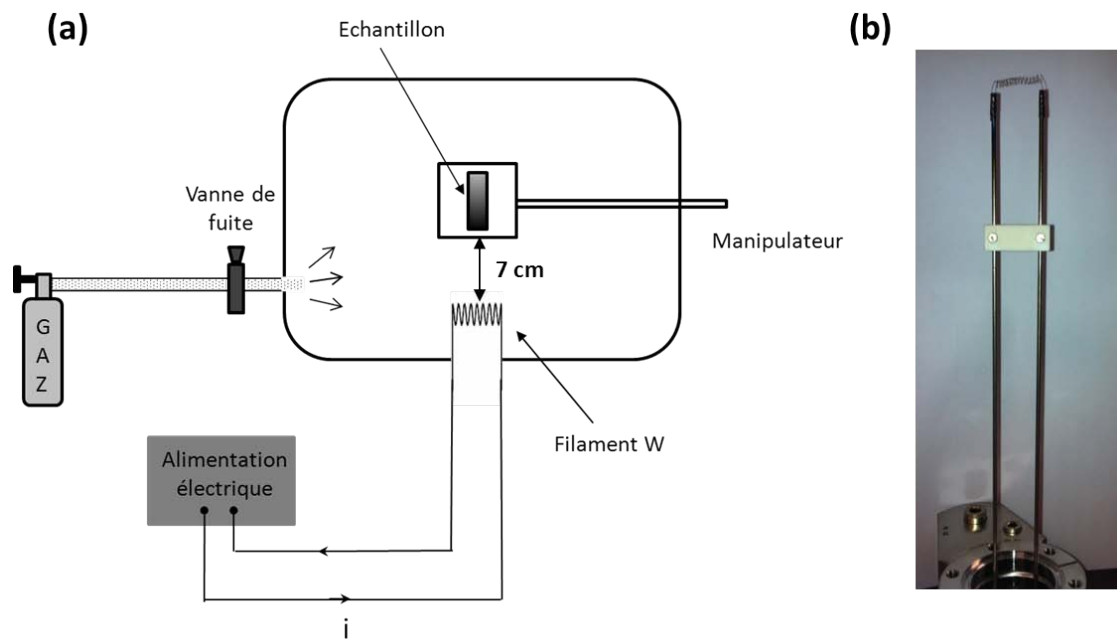 (a)
Echantillon
(b)
Vanne de
fuite
Manipulateur
7 cm
G
A
Z
Filament W
Alimentation
électrique
i